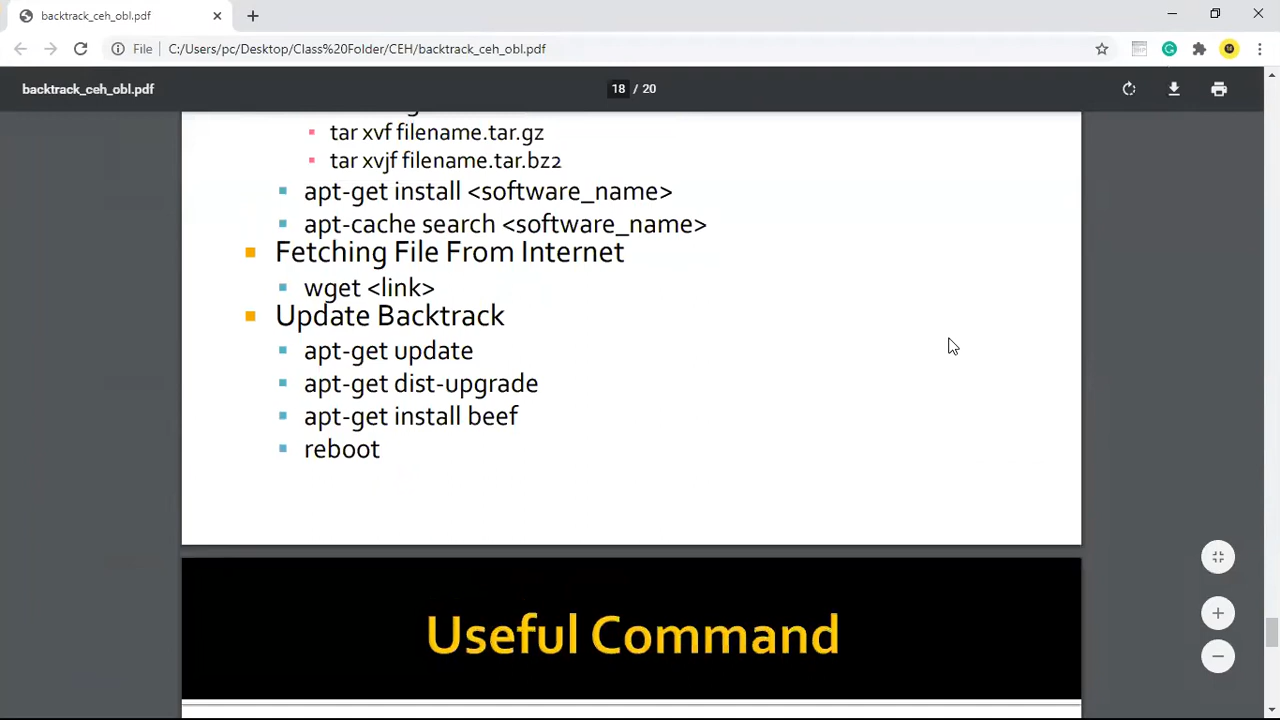 backtrack_ceh_obl.pdf
File C:/Users/pc/Desktop/Class%20Folder/CEH/backtrack_ceh_obl.pdf
backtrack_ceh_obl.pdf
18 / 20
tar xvf filename.tar.gz
tar xvjf filename.tar.bz2
apt-get install <software_name>
apt-cache search <software_name>
Fetching File From Internet
wget <link>
Update Backtrack
apt-get update
apt-get dist-upgrade
apt-get install beef
reboot
Useful Command